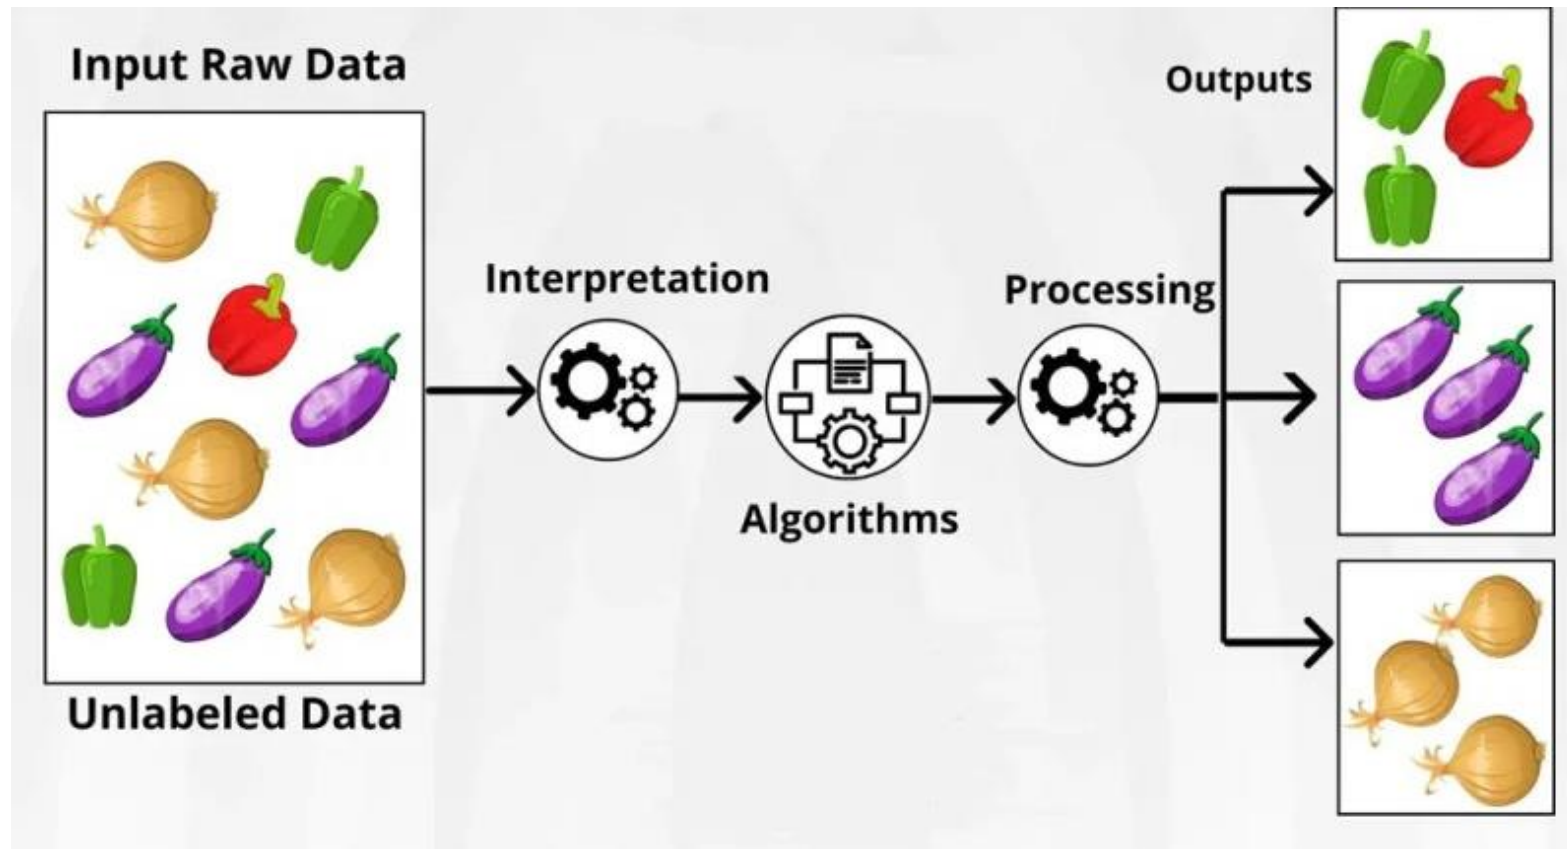 Input Raw Data
Unlabeled Data
Interpretation
Algorithms
Processing
Outputs